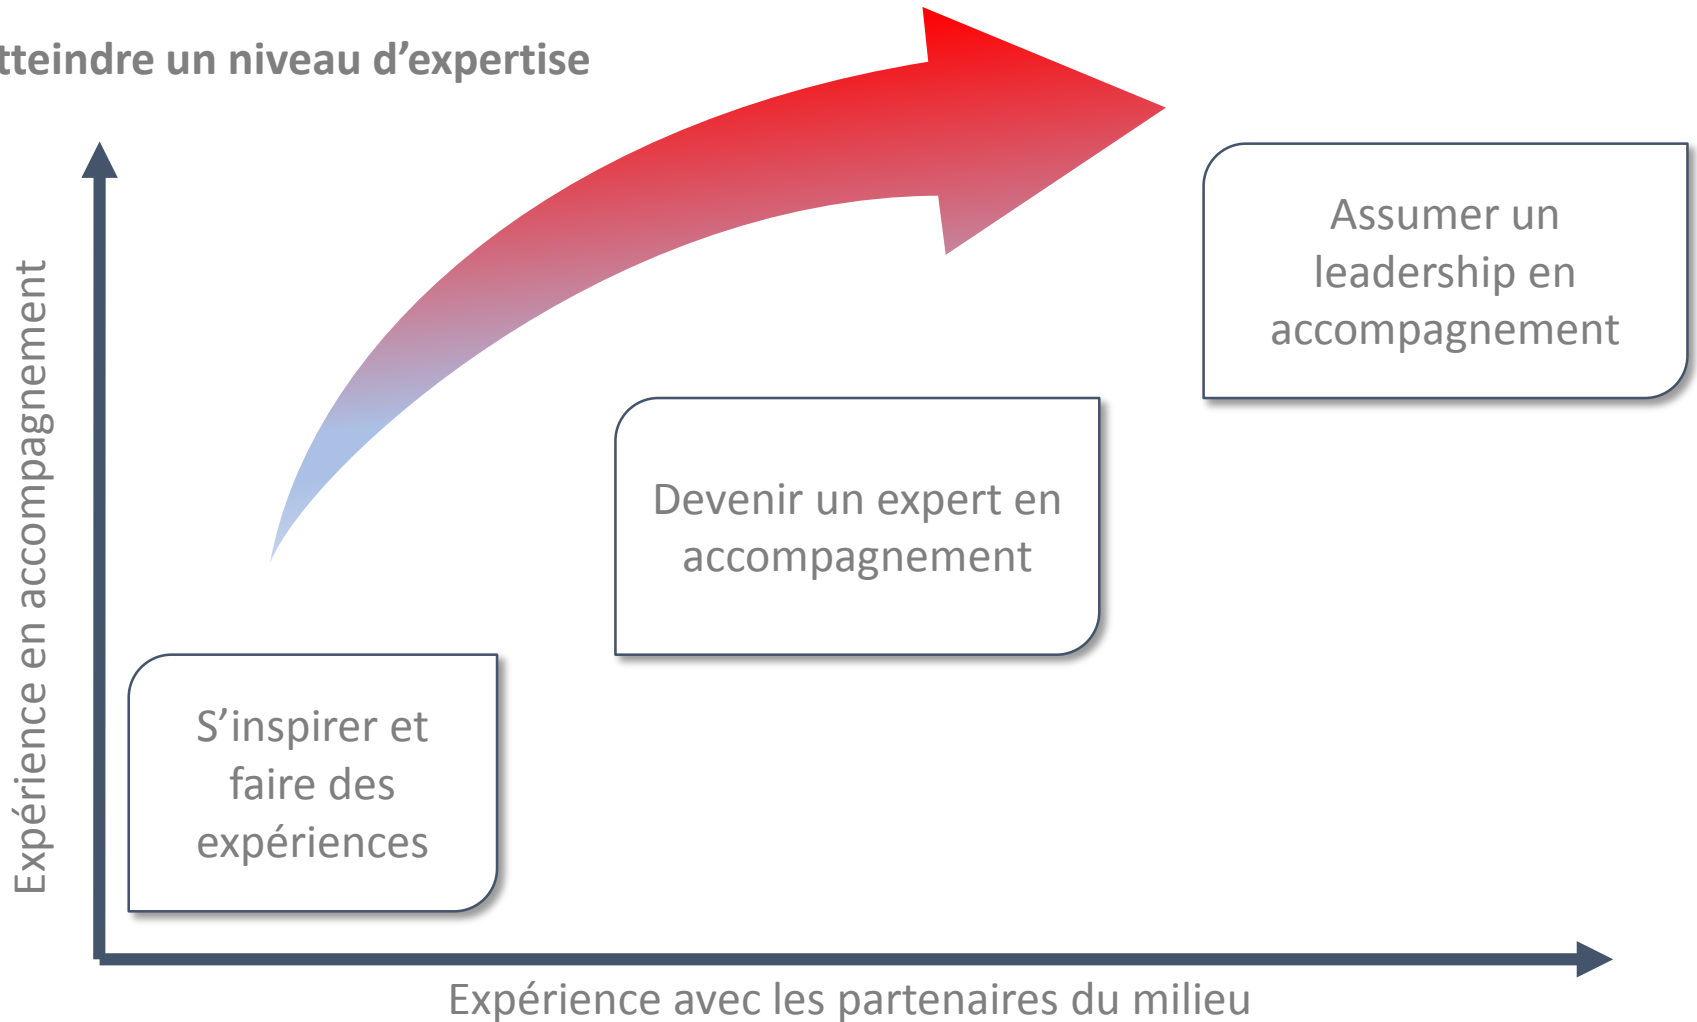 tteindre un niveau d’expertise
Assumer un
leadership en
accompagnement
Devenir un expert en
accompagnement
S’inspirer et
faire des
expériences
Expérience en accompagnement
Expérience avec les partenaires du milieu